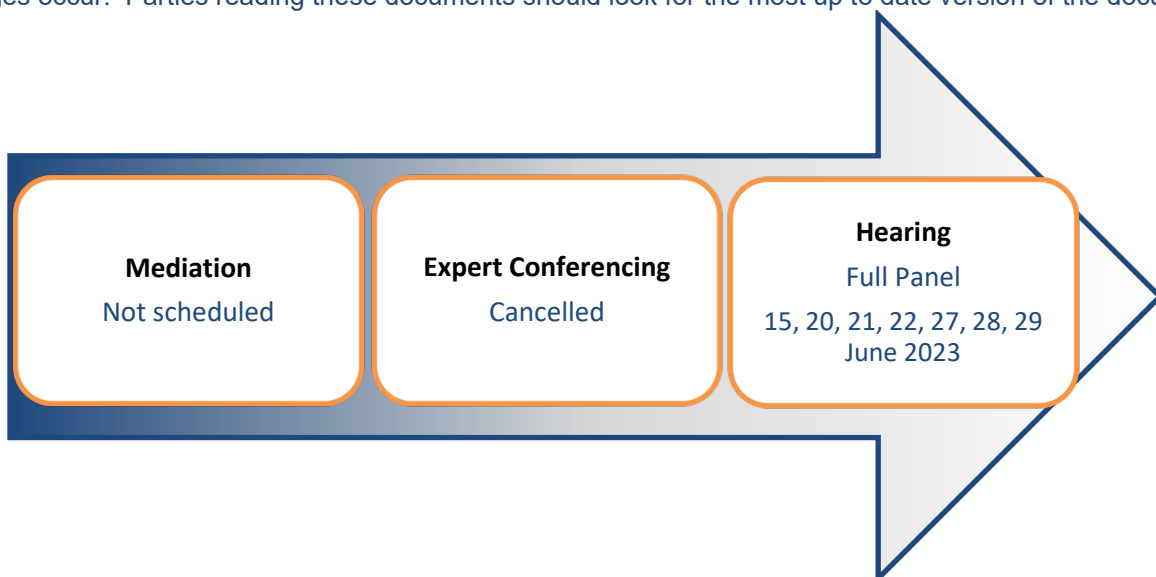 occur? Parties reading these documents should look for the most up to date version of the
Mediation
Not scheduled
Expert Conferencing
Cancelled
Hearing
Full Panel
15, 20, 21, 22, 27, 28, 29
June 2023